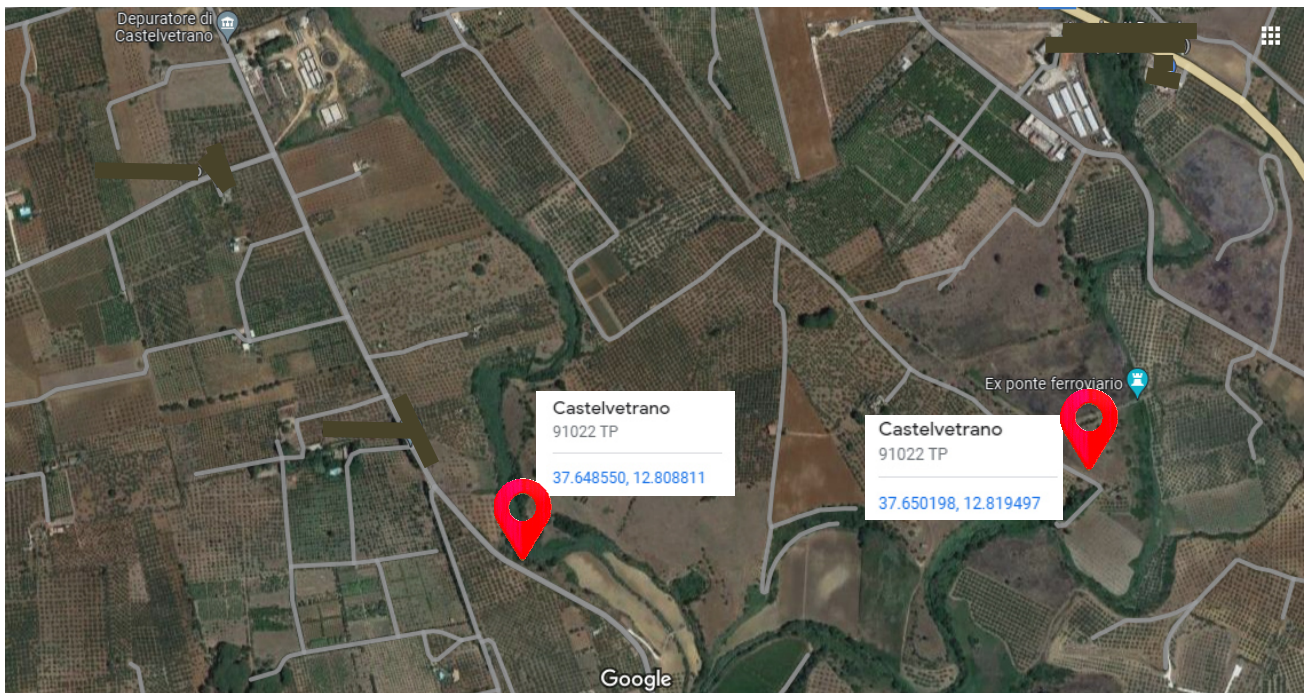 Depuratore di
Castelvetrano
Ex ponte ferroviario
Castelvetrano
91022 TP
37.648550, 12.808811
Castelvetrano
91022 TP
37.650198, 12.819497
Google